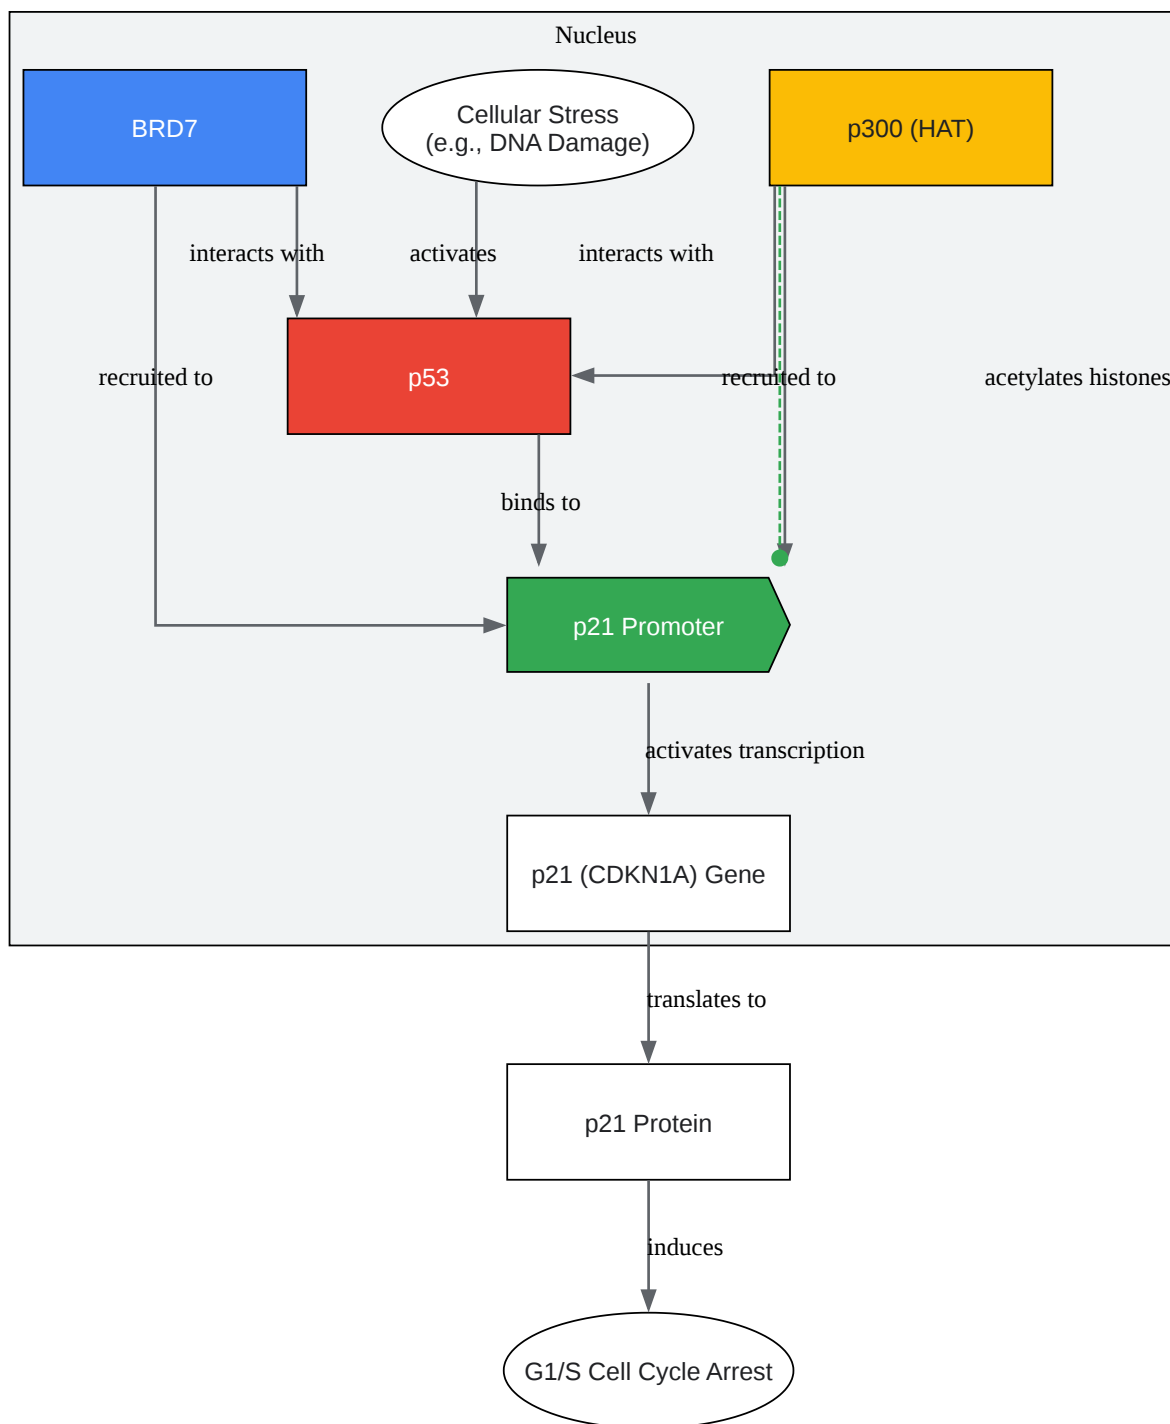 Nucleus
BRD7
Cellular Stress
(e.g., DNA Damage)
p300 (HAT)
interacts with
activates
interacts with
recruited to
p53
recruited to
acetylates histones
binds to
p21 Promoter
activates transcription
p21 (CDKN1A) Gene
translates to
p21 Protein
induces
G1/S Cell Cycle Arrest